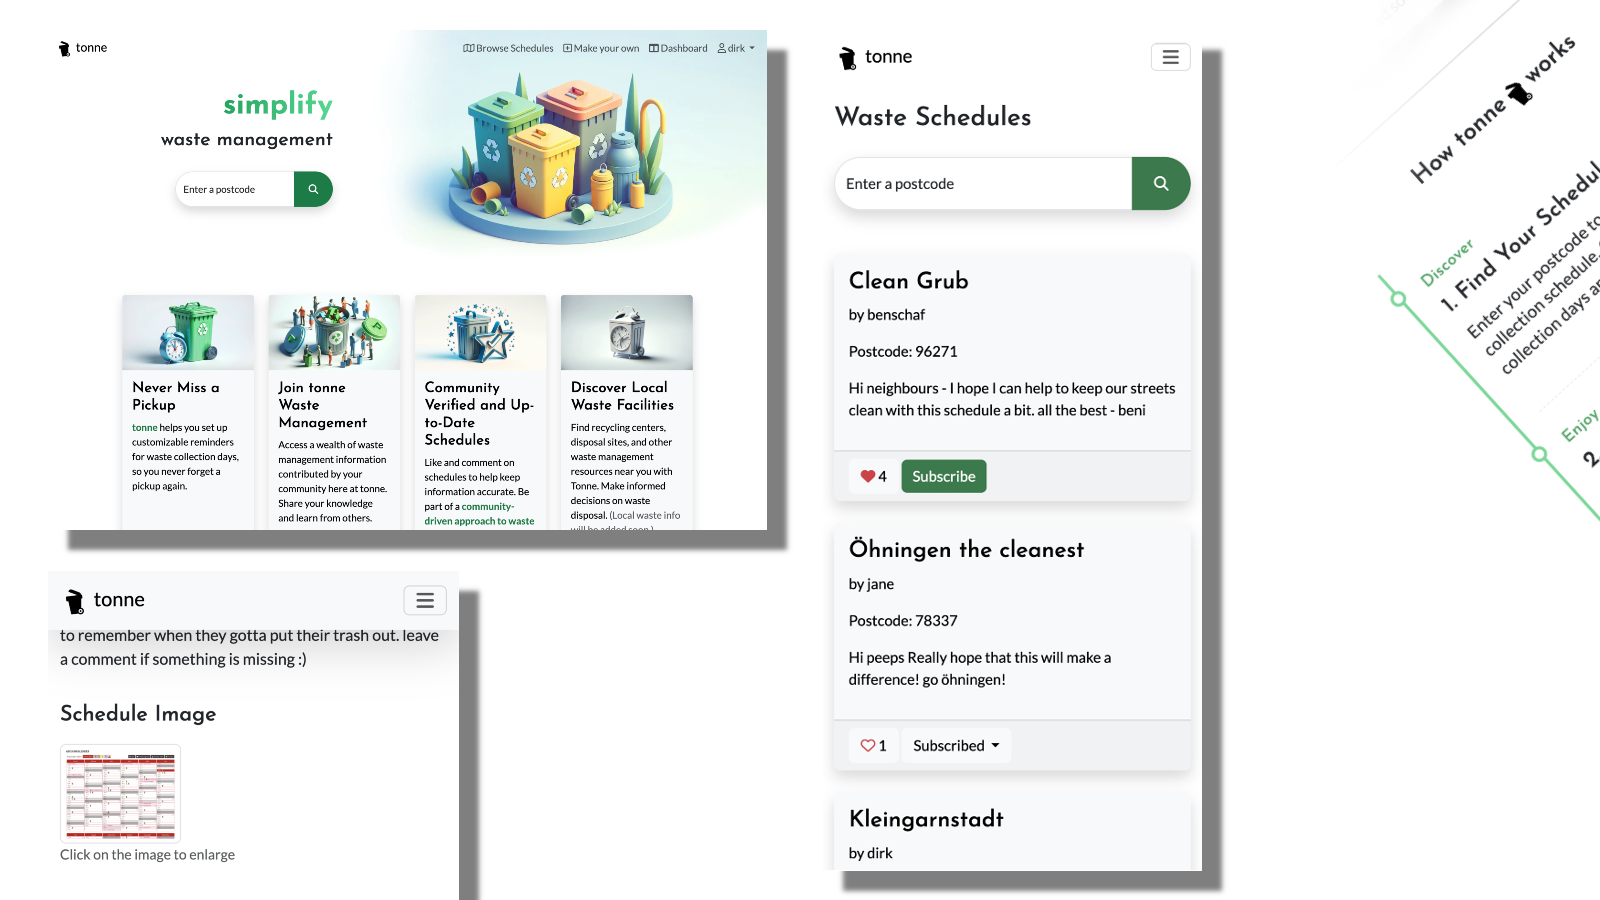 tonne
Browse Schedules
Make your own
Dashboard
dirk
simplify
waste management
Enter a postcode
Never Miss a
Pickup
tonne helps you set up
customizable reminders
for waste collection days,
so you never forget a
pickup again.
Join tonne
Waste
Management
Access a wealth of waste
management information
contributed by your
community here at tonne.
Share your knowledge
and learn from others.
Community
Verified and Up-
to-Date
Schedules
Like and comment on
schedules to help keep
information accurate. Be
part of a community-
driven approach to waste
Discover Local
Waste Facilities
Find recycling centers,
disposal sites, and other
waste management
resources near you with
Tonne. Make informed
decisions on waste
disposal. (Local waste info
will be added soon.)
tonne
to remember when they gotta put their trash out. leave
a comment if something is missing :)
Schedule Image
Click on the image to enlarge
tonne
Waste Schedules
Enter a postcode
Clean Grub
by benschaf
Postcode: 96271
Hi neighbours - I hope I can help to keep our streets
clean with this schedule a bit. all the best - beni
4
Subscribe
Öhningen the cleanest
by jane
Postcode: 78337
Hi peeps Really hope that this will make a
difference! go öhningen!
1
Subscribed
Kleingarnstadt
by dirk
How tonne works
Discover
1. Find Your Schedul
Enter your postcode to
collection schedule.
collection days a
Enjoy
2.